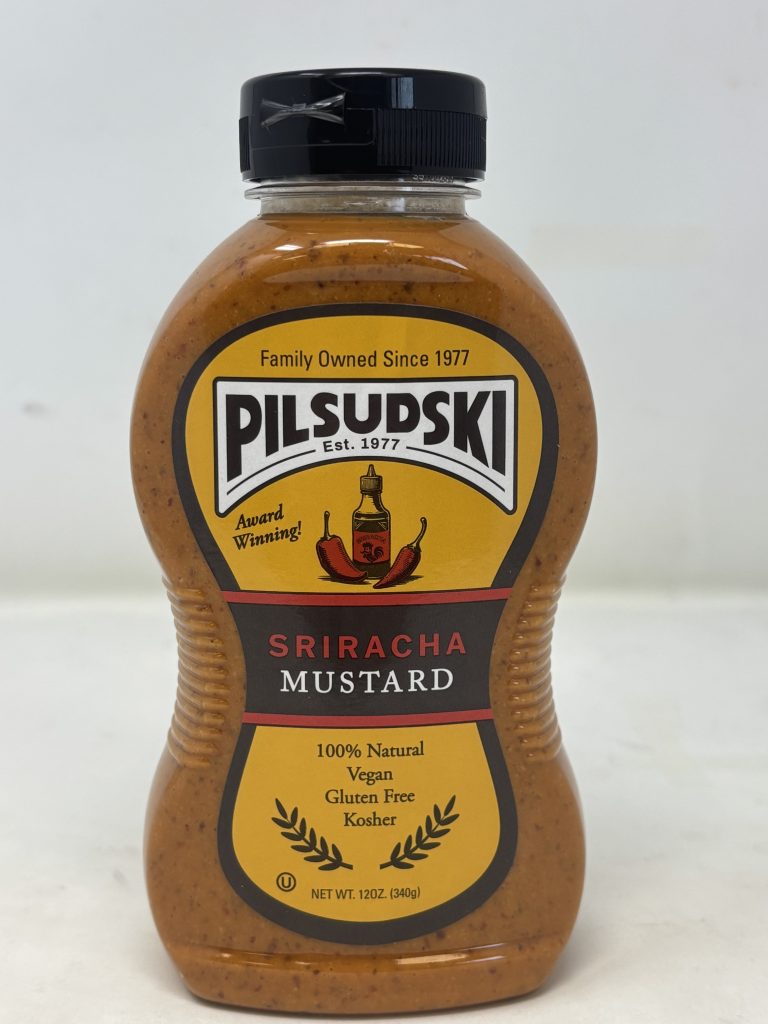 Family Owned Since 1977
PILSUDSKI
Est. 1977
Award
Winning!
SRIRACHA
MUSTARD
100% Natural
Vegan
Gluten Free
Kosher
U
NET WT. 12OZ. (340g)